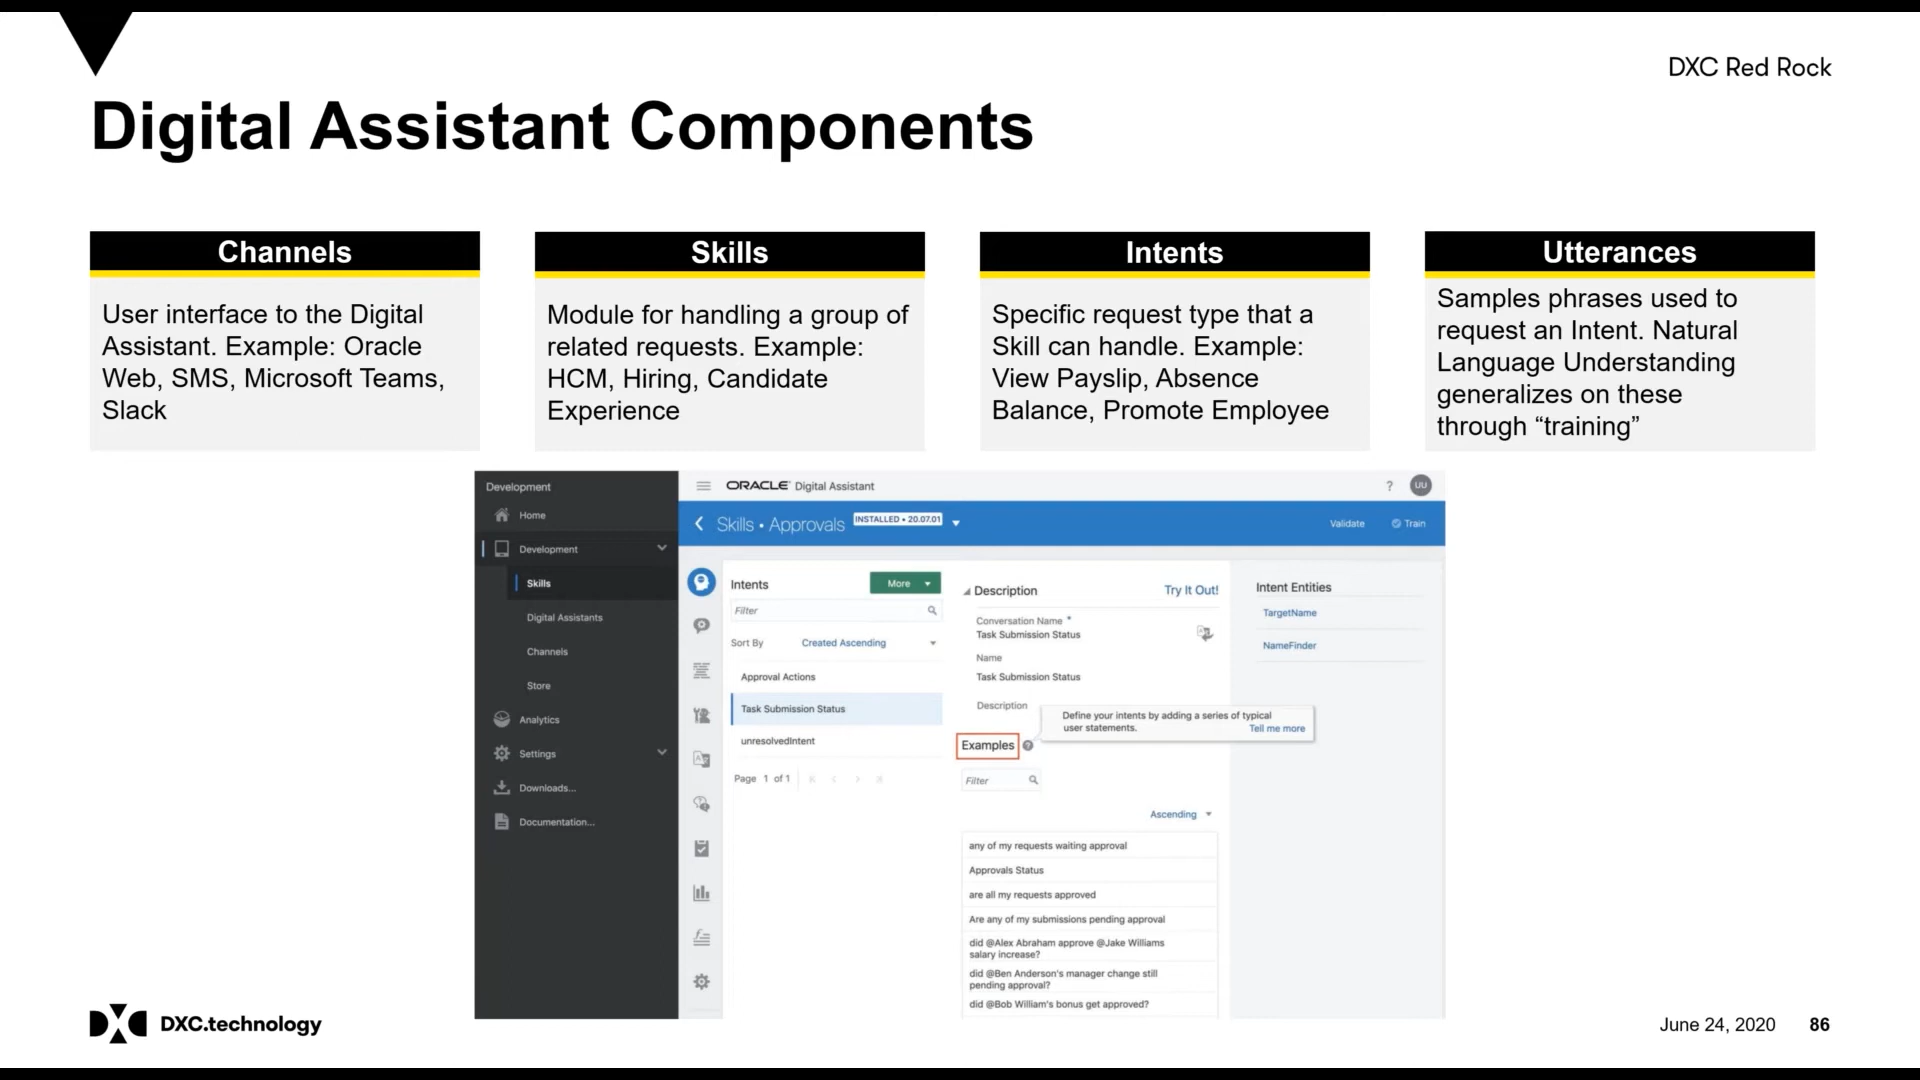 DXC Red Rock
Digital Assistant Components
Channels
User interface to the Digital
Assistant. Example: Oracle
Web, SMS, Microsoft Teams,
Slack
Skills
Module for handling a group of
related requests. Example:
HCM, Hiring, Candidate
Experience
Intents
Specific request type that a
Skill can handle. Example:
View Payslip, Absence
Balance, Promote Employee
Utterances
Samples phrases used to
request an Intent. Natural
Language Understanding
generalizes on these
through “training”
Development
Home
Development
Skills
Digital Assistants
Channels
Store
Analytics
Settings
Downloads...
Documentation...
ORACLE Digital Assistant
?
UU
Skills • Approvals
INSTALLED • 20.07.01
Validate
Train
Intents
More
Filter
Sort By
Created Ascending
Approval Actions
Task Submission Status
unresolvedIntent
Page 1 of 1
Description
Try It Out!
Conversation Name *
Task Submission Status
Name
Task Submission Status
Description
Define your intents by adding a series of typical
user statements.
Tell me more
Examples
?
Filter
Ascending
any of my requests waiting approval
Approvals Status
are all my requests approved
Are any of my submissions pending approval
did @Alex Abraham approve @Jake Williams
salary increase?
did @Ben Anderson's manager change still
pending approval?
did @Bob William's bonus get approved?
Intent Entities
TargetName
NameFinder
DXC.technology
June 24, 2020
86